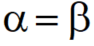 α = β